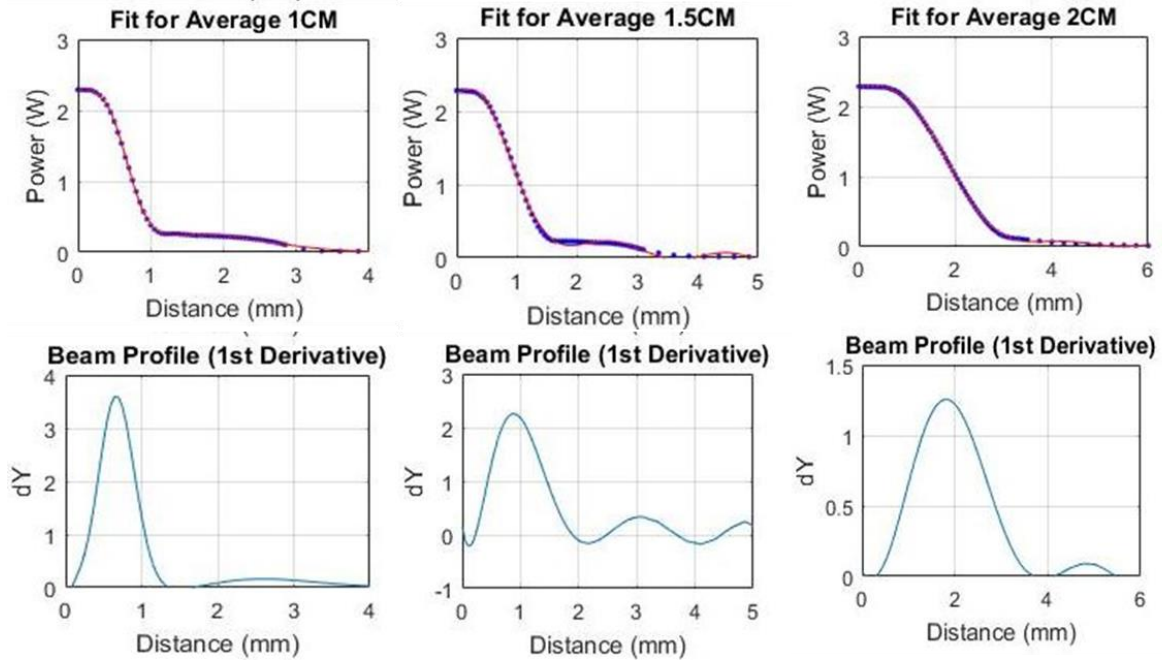 Fit for Average 1CM
3
2
1
0
Power (W)
0 1 2 3 4
Distance (mm)
Fit for Average 1.5CM
3
2
1
0
Power (W)
0 1 2 3 4 5
Distance (mm)
Fit for Average 2CM
3
2
1
0
Power (W)
0 2 4 6
Distance (mm)
Beam Profile (1st Derivative)
4
3
2
1
0
dY
0 1 2 3 4
Distance (mm)
Beam Profile (1st Derivative)
3
2
1
0
-1
dY
0 1 2 3 4 5
Distance (mm)
Beam Profile (1st Derivative)
1.5
1
0.5
0
dY
0 2 4 6
Distance (mm)